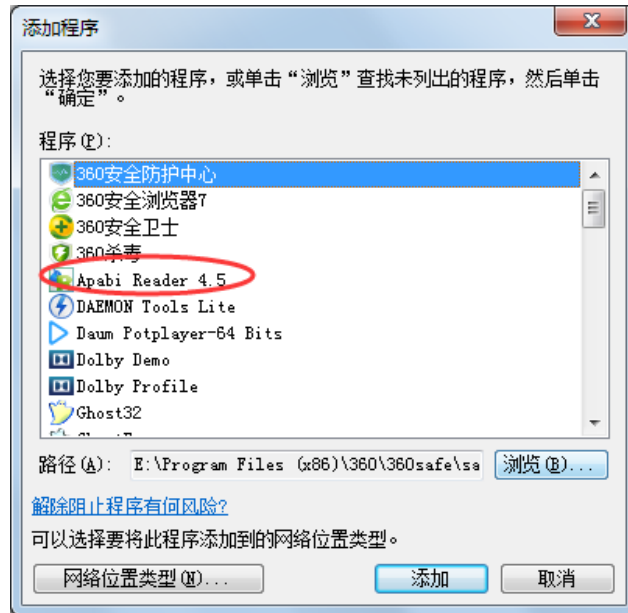 添加程序
选择您要添加的程序，或单击“浏览”查找未列出的程序，然后单击
“确定”。
程序(P):
360安全防护中心
360安全浏览器7
360安全卫士
360杀毒
Apabi Reader 4.5
DAEMON Tools Lite
Daum Potplayer-64 Bits
Dolby Demo
Dolby Profile
Ghost32
路径(A): E:\Program Files (x86)\360\360safe\sa 浏览(B)...
解除阻止程序有何风险?
可以选择要将此程序添加到的网络位置类型。
网络位置类型(N)... 添加 取消